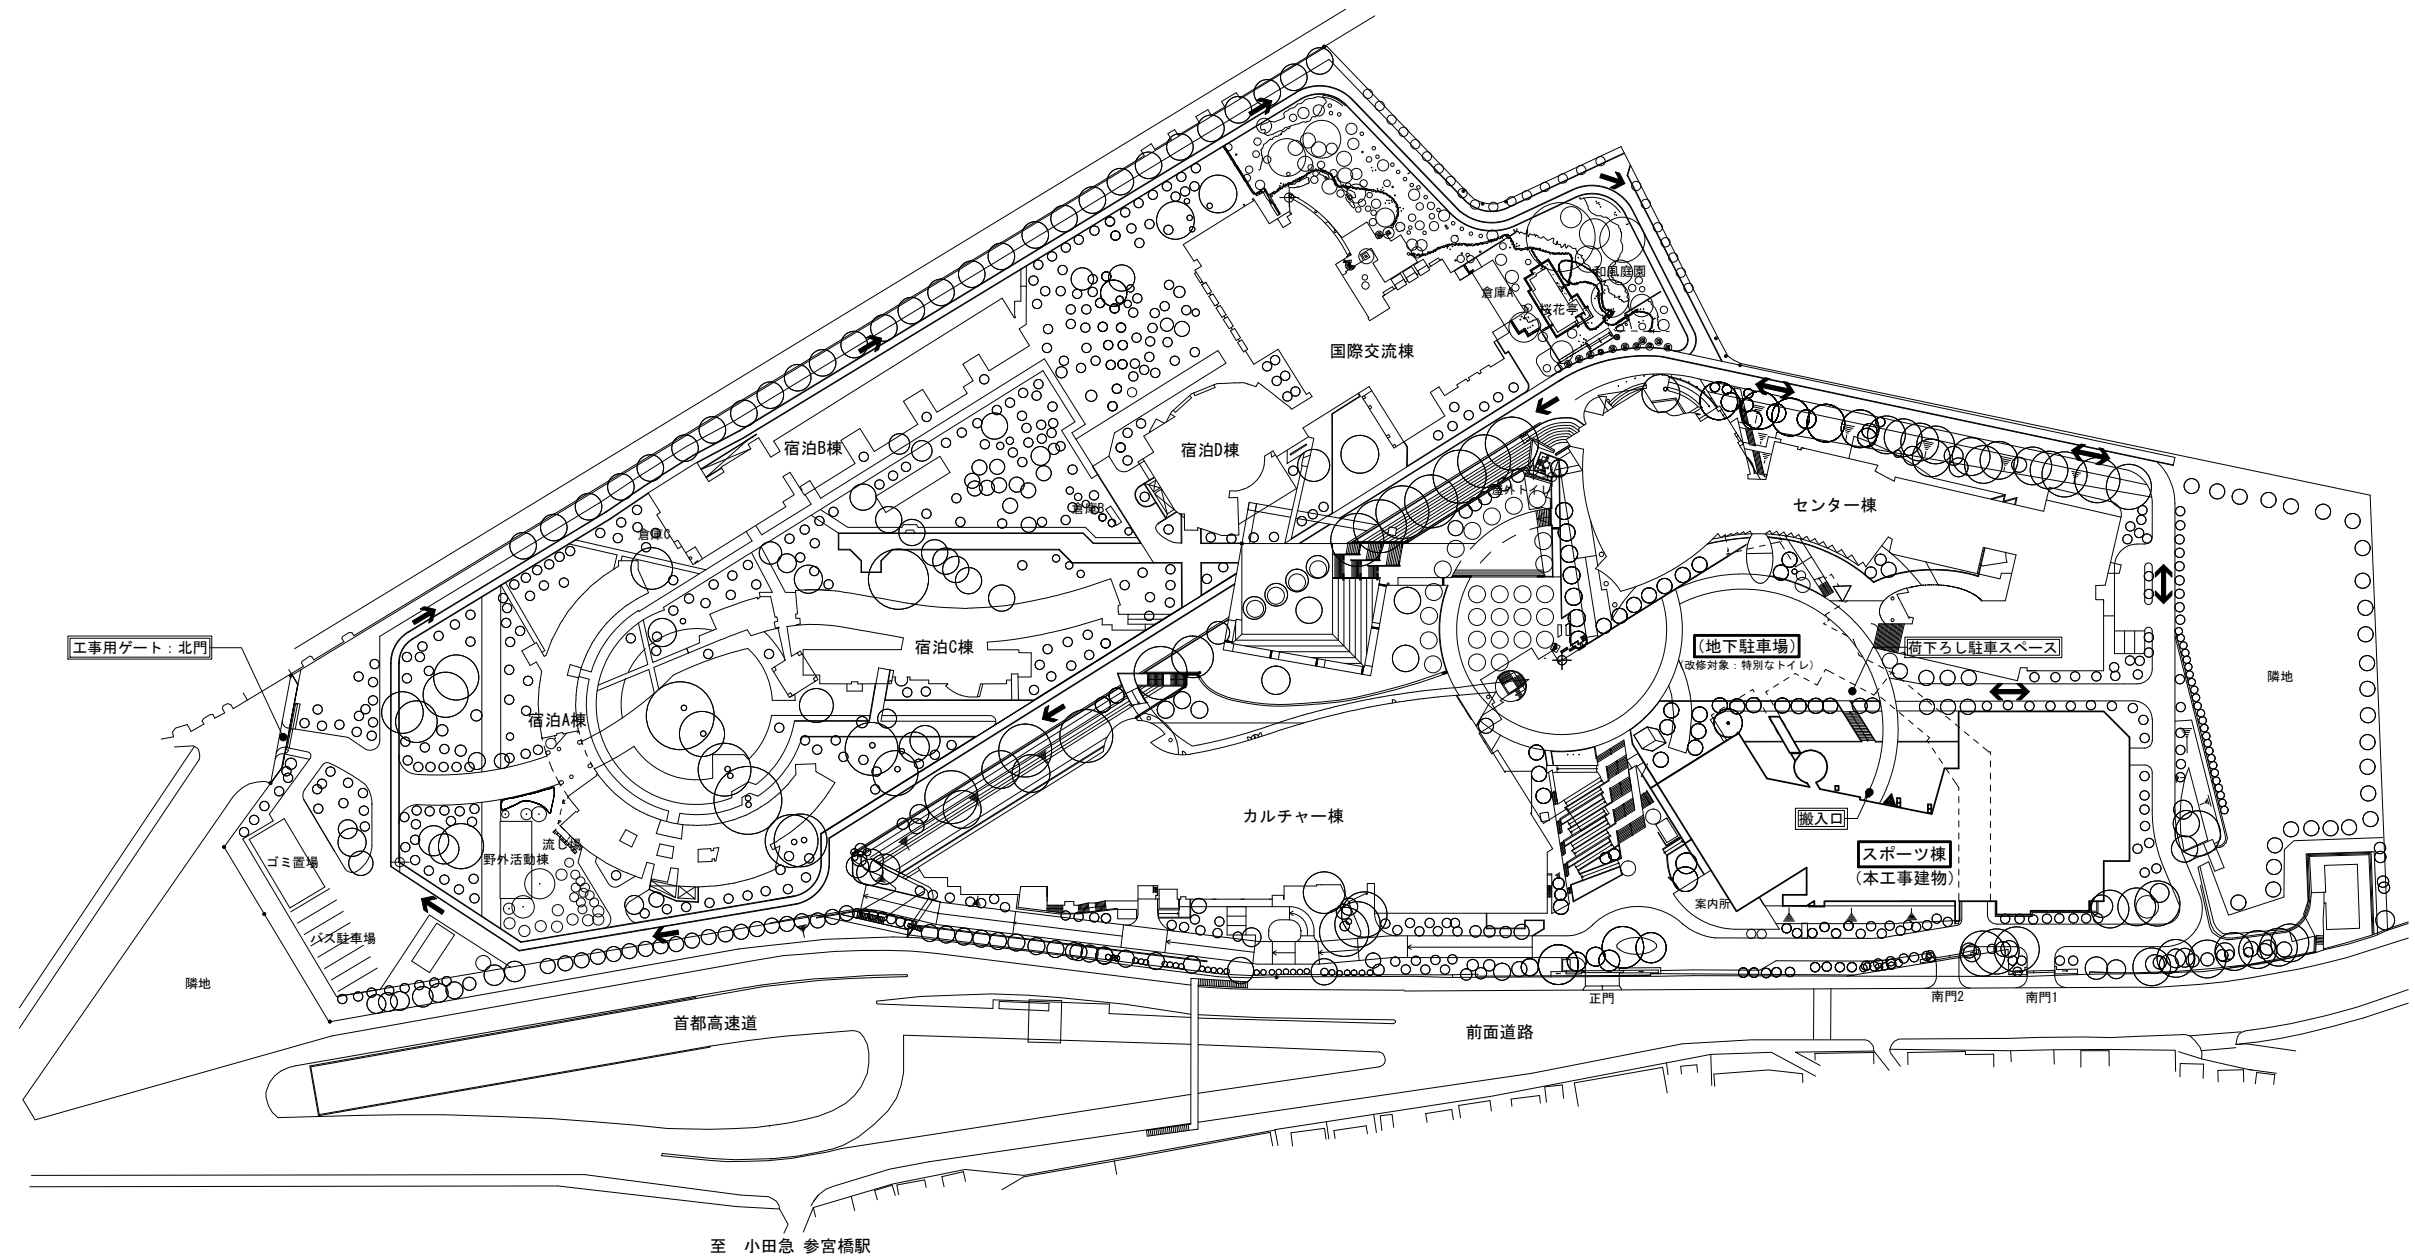 和風庭園
倉庫A
桜花亭
国際交流棟
宿泊B棟
宿泊D棟
屋外トイレ
センター棟
倉庫B
倉庫C
工事用ゲート：北門
宿泊C棟
(地下駐車場)
(改修対象：特別なトイレ)
荷下ろし駐車スペース
隣地
宿泊A棟
カルチャー棟
搬入口
流し場
野外活動棟
ゴミ置場
スポーツ棟
(本工事建物)
案内所
バス駐車場
隣地
正門
南門2
南門1
首都高速道
前面道路
至　小田急 参宮橋駅